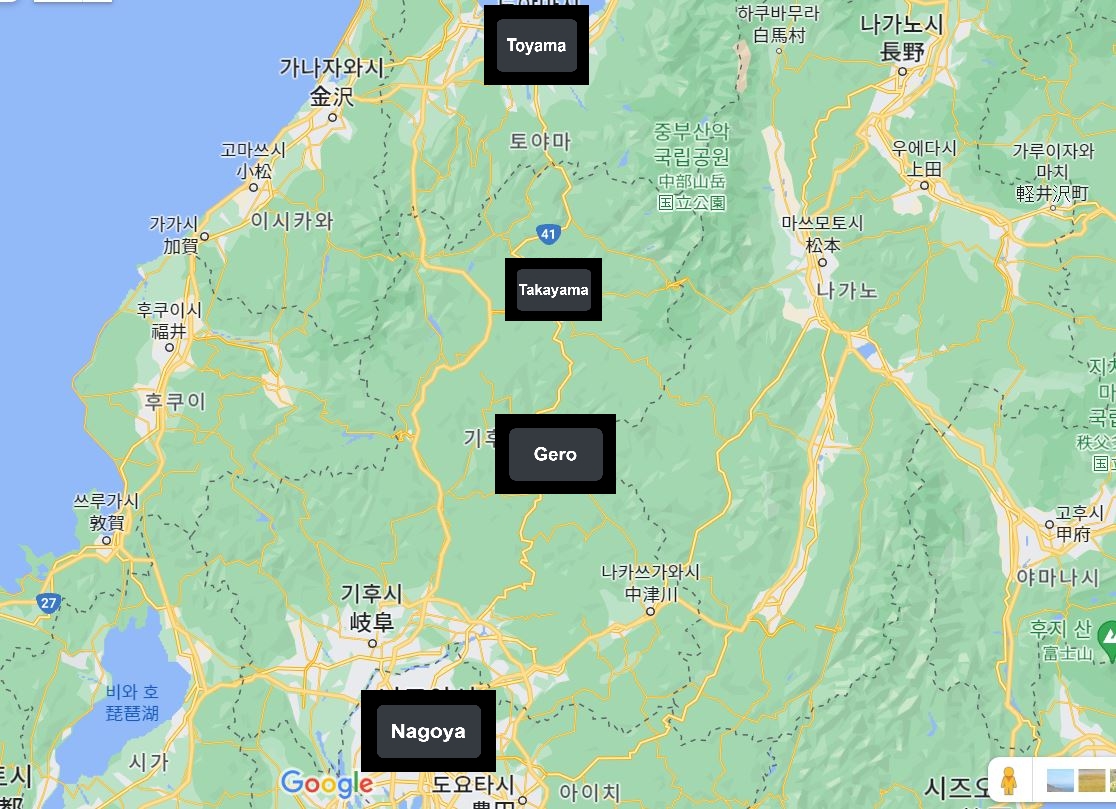 Toyama
하쿠바무라
白馬村
나가노시
長野
가나자와시
金沢
고마쓰시
小松
토야마
중부산악
국립공원
中部山岳
国立公園
우에다시
上田
가루이자와
마치
軽井沢町
가가시
加賀
이시카와
41
마쓰모토시
松本
나가노
Takayama
후쿠이시
福井
후쿠이
Gero
쓰루가시
敦賀
고후시
甲府
야마나시
27
기후시
岐阜
나카쓰가와시
中津川
후지 산
富士山
비와 호
琵琶湖
시가
Nagoya
Google
도요타시
豊田
아이치